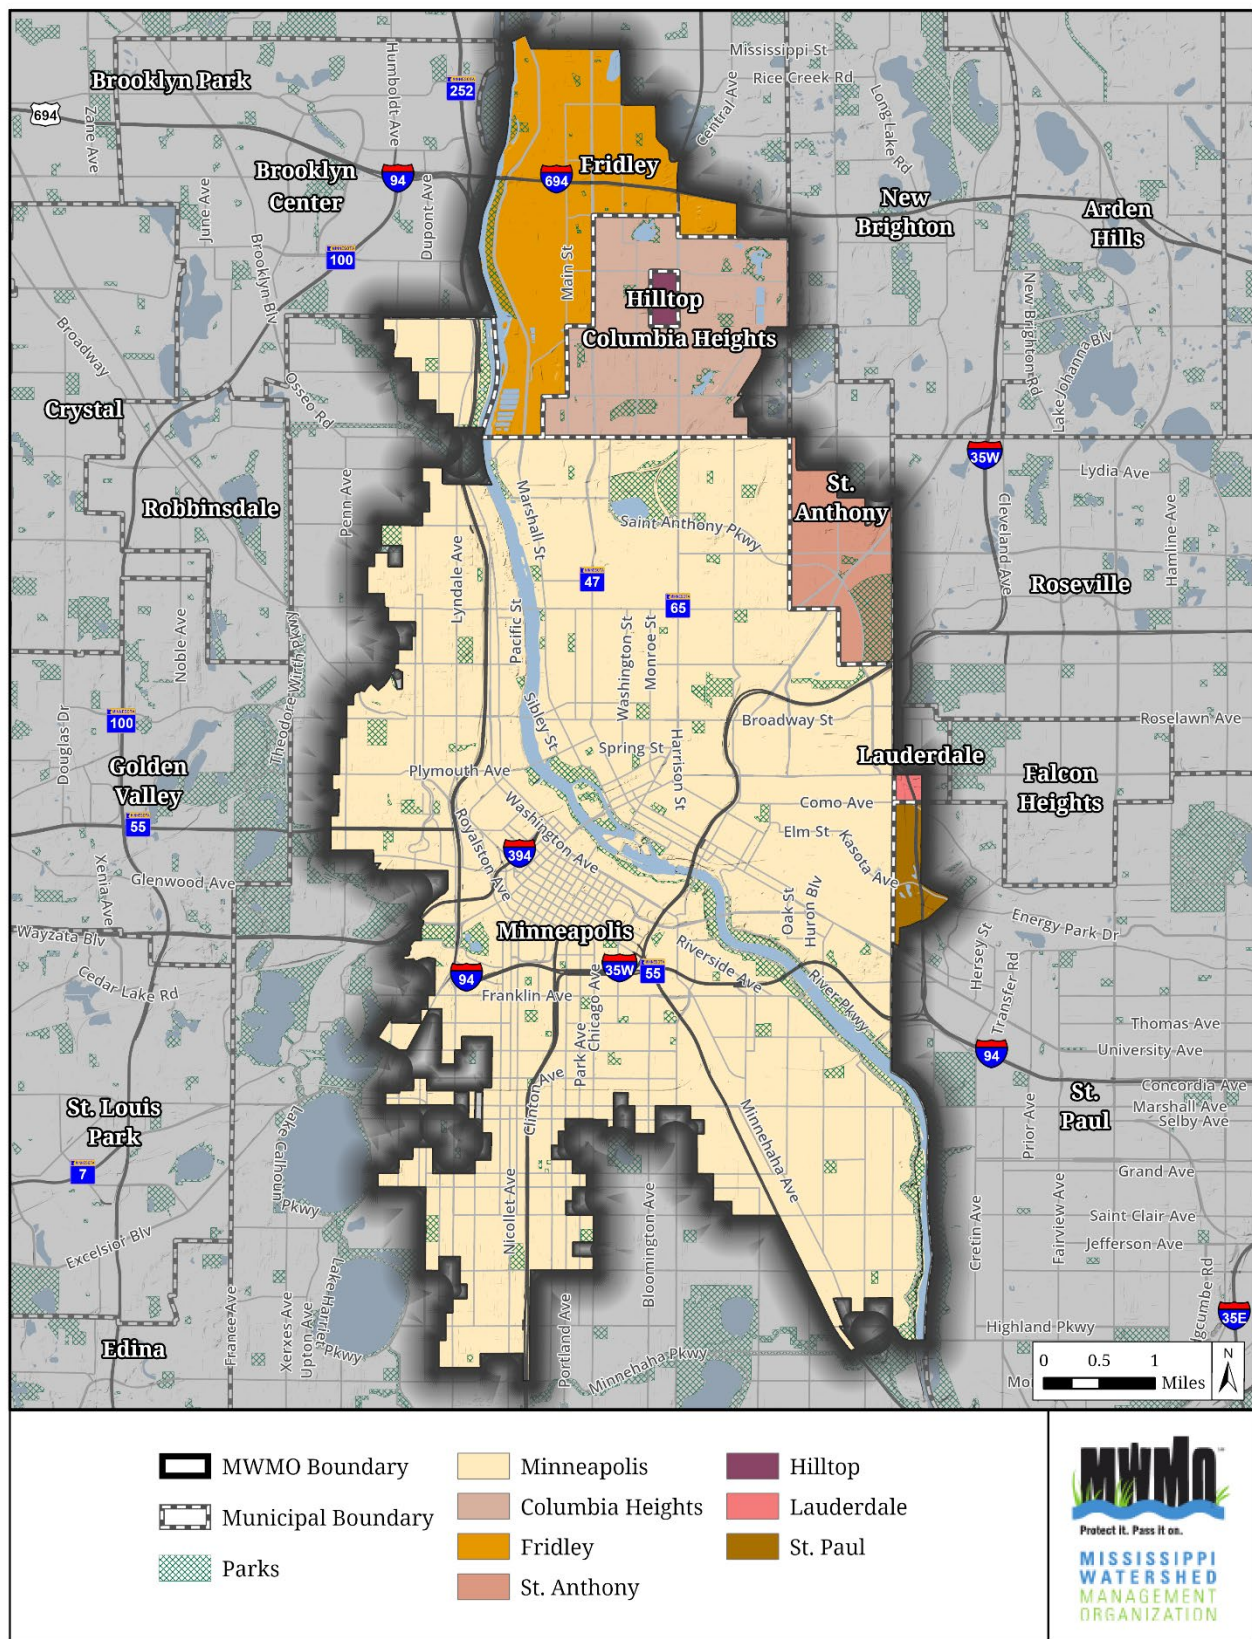 Mississippi St
Rice Creek Rd
Brooklyn Park
252
694
Humboldt Ave
Zane Ave
Central Ave
Long Lake Rd
Brooklyn
Center
94
Dupont Ave
694
Fridley
New
Brighton
Arden
Hills
June Ave
100
Brooklyn Blv
Main St
Hilltop
Columbia Heights
New Brighton Rd
Lake Johanna Blv
Broadway
Crystal
Osseo Rd
35W
Lydia Ave
Robbinsdale
Penn Ave
Marshall St
Saint Anthony Pkwy
St.
Anthony
Cleveland Ave
Hamline Ave
Lyndale Ave
47
65
Roseville
Noble Ave
Theodore Wirth Pkwy
Pacific St
Washington St
Monroe St
Douglas Dr
100
Sibley St
Broadway St
Roselawn Ave
Golden
Valley
Plymouth Ave
Spring St
Harrison St
Lauderdale
Falcon
Heights
55
Washington Ave
Como Ave
Elm St
Kasota Ave
Royalston Ave
394
Xenia Ave
Glenwood Ave
Oak St
Huron Blv
Energy Park Dr
Wayzata Blv
Minneapolis
Hersey St
Transfer Rd
Cedar Lake Rd
94
35W
55
Riverside Ave
River Pkwy
Franklin Ave
Chicago Ave
Park Ave
Clinton Ave
Thomas Ave
University Ave
94
Concordia Ave
Marshall Ave
Selby Ave
St. Louis
Park
Lake Calhoun
Pkwy
Minnehaha Ave
Prior Ave
St.
Paul
7
Grand Ave
Nicollet Ave
Bloomington Ave
Cretin Ave
Fairview Ave
Saint Clair Ave
Jefferson Ave
Excelsior Blv
Lake Harriet
Pkwy
France Ave
Xerxes Ave
Upton Ave
Portland Ave
Minnehaha Pkwy
Edina
Highland Pkwy
35E
0 0.5 1
Miles
N
MWMO Boundary
Municipal Boundary
Parks
Minneapolis
Columbia Heights
Fridley
St. Anthony
Hilltop
Lauderdale
St. Paul
MWMO
Protect it. Pass it on.
MISSISSIPPI
WATERSHED
MANAGEMENT
ORGANIZATION